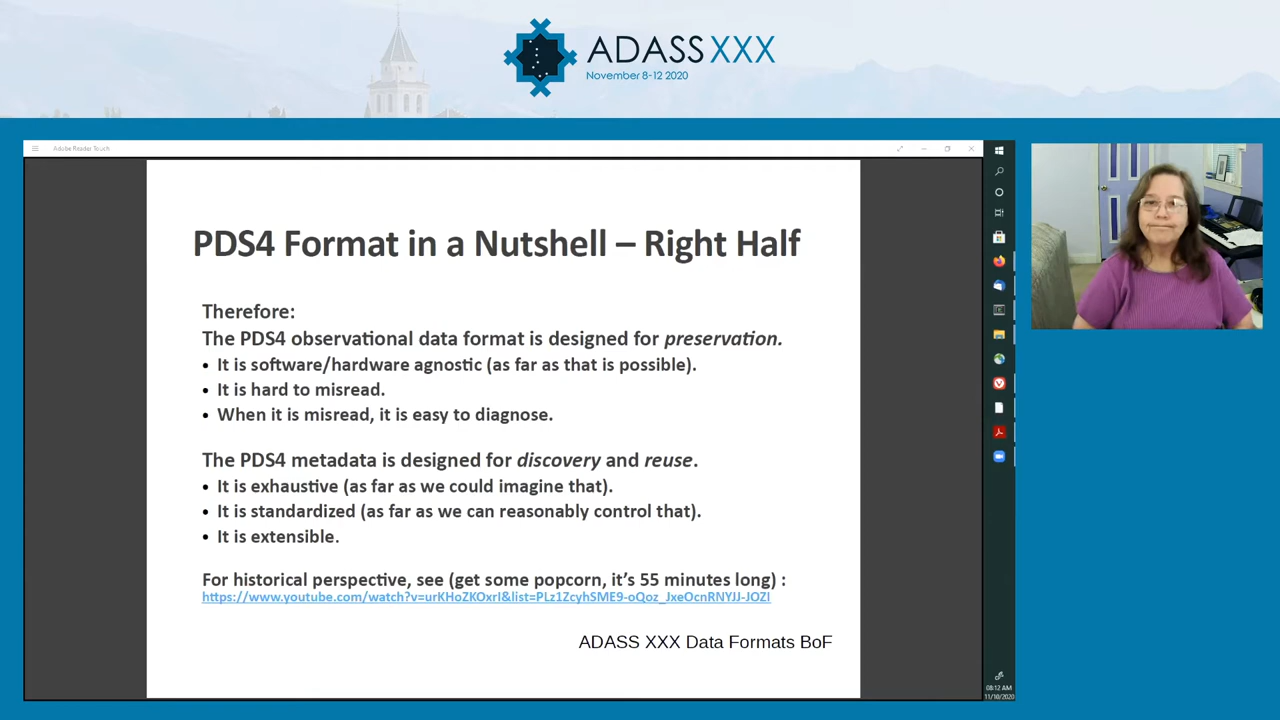 ADASS XXX
November 8-12 2020
Adobe Reader Touch
PDS4 Format in a Nutshell – Right Half
Therefore:
The PDS4 observational data format is designed for preservation.
• It is software/hardware agnostic (as far as that is possible).
• It is hard to misread.
• When it is misread, it is easy to diagnose.
The PDS4 metadata is designed for discovery and reuse.
• It is exhaustive (as far as we could imagine that).
• It is standardized (as far as we can reasonably control that).
• It is extensible.
For historical perspective, see (get some popcorn, it's 55 minutes long) :
https://www.youtube.com/watch?v=urKHoZKOxrI&list=PLz1ZcyhSME9-oQoz_JxeOcnRNYJJ-JOZI
ADASS XXX Data Formats BoF
08:12 AM
11/10/2020